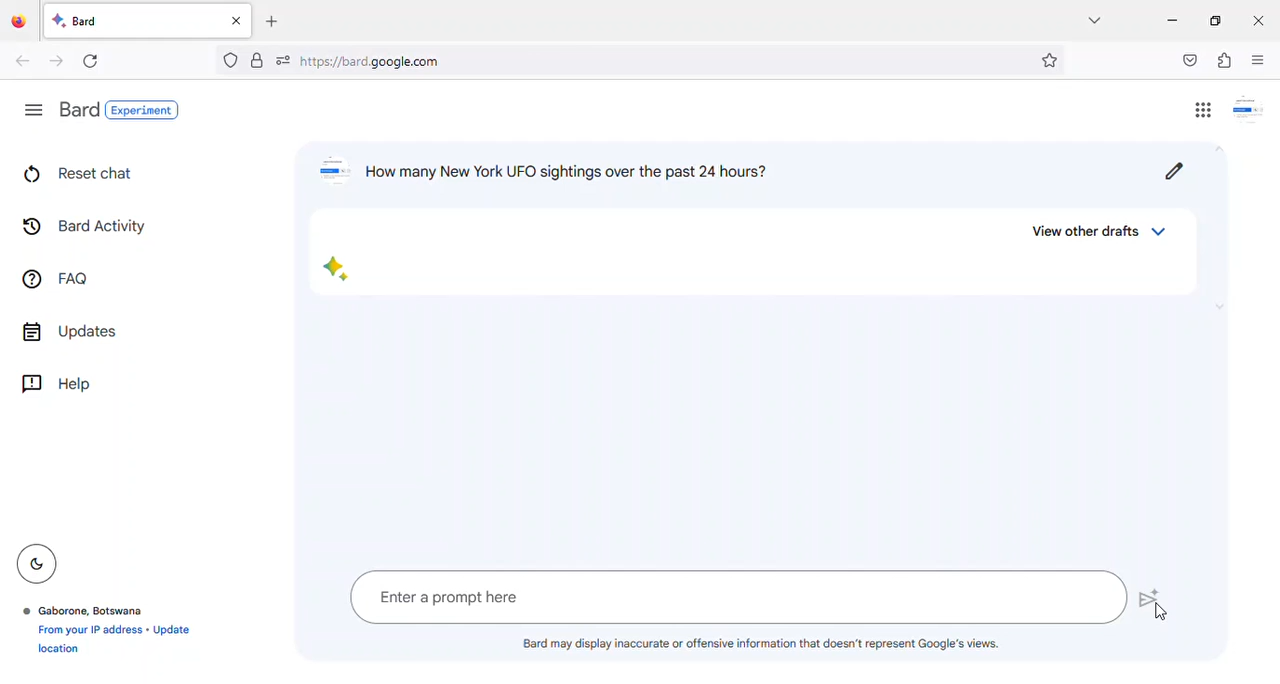 Bard
https://bard.google.com
Bard Experiment
Reset chat
Bard Activity
FAQ
Updates
Help
Gaborone, Botswana
From your IP address • Update
location
How many New York UFO sightings over the past 24 hours?
View other drafts
Enter a prompt here
Bard may display inaccurate or offensive information that doesn't represent Google's views.